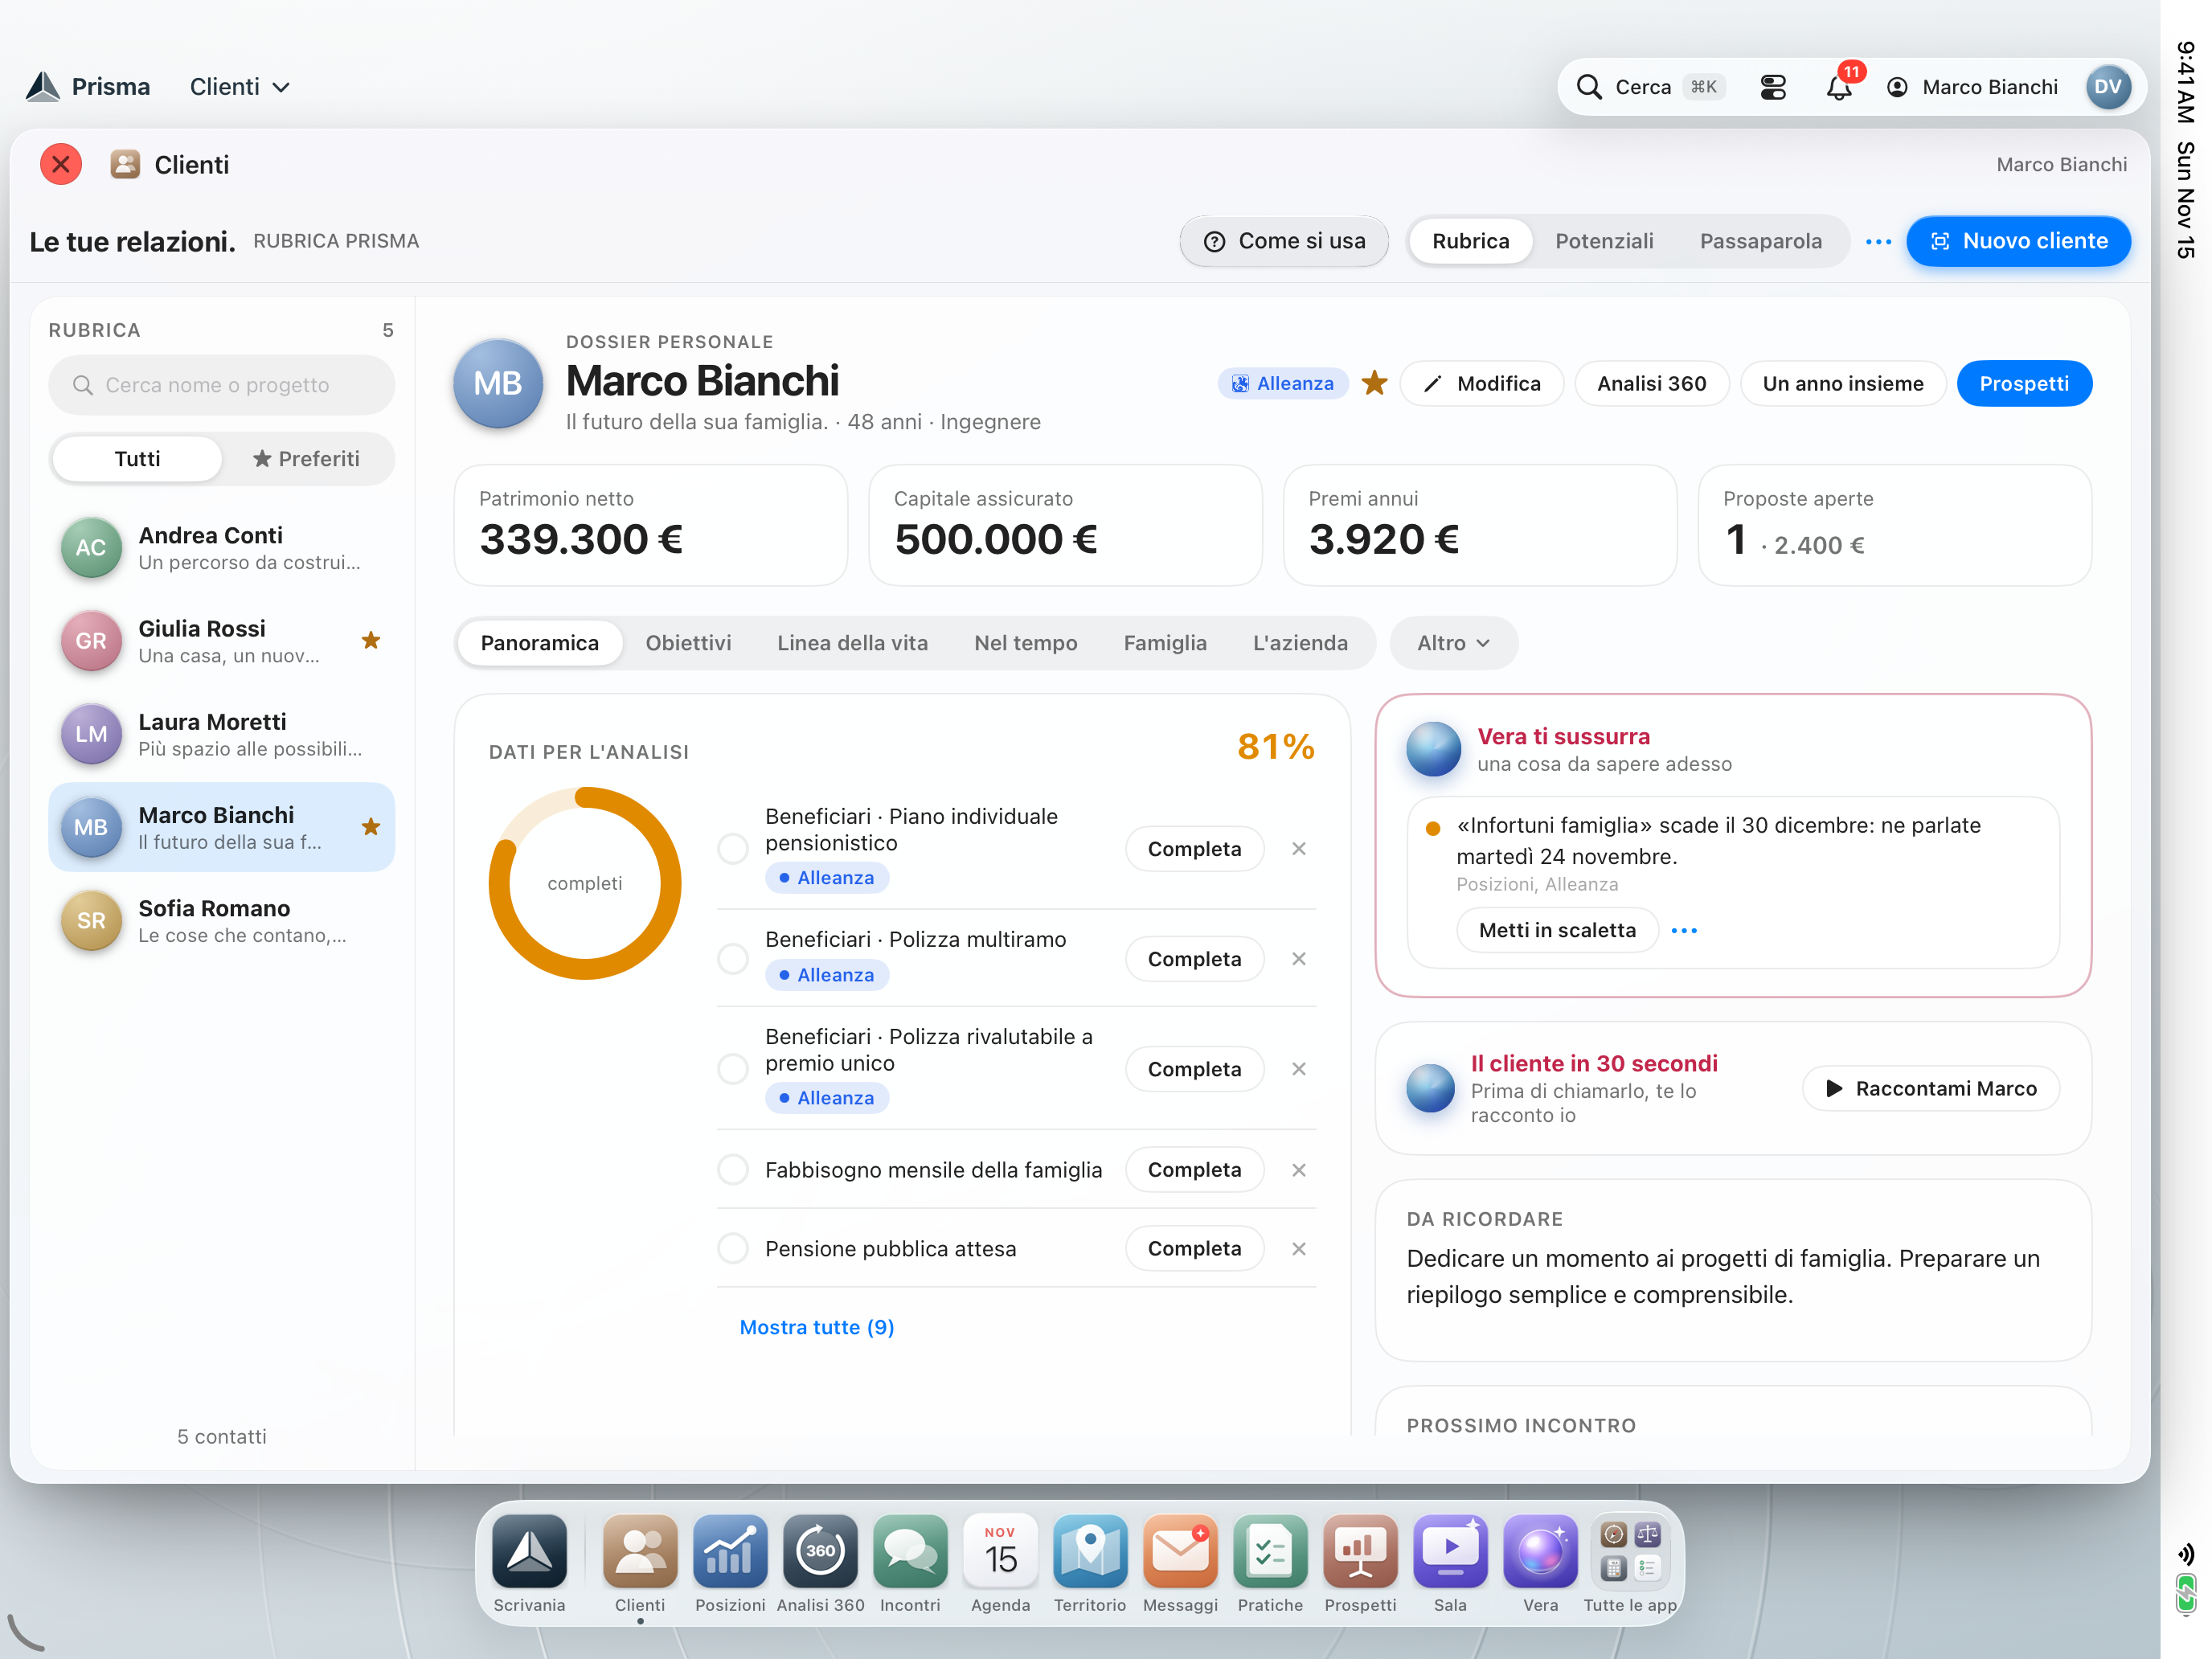 9:41 AM Sun Nov 15
Prisma
Clienti
Cerca ⌘K
11
Marco Bianchi
DV
Clienti
Marco Bianchi
Le tue relazioni. RUBRICA PRISMA
Come si usa
Rubrica
Potenziali
Passaparola
Nuovo cliente
RUBRICA 5
Cerca nome o progetto
Tutti
Preferiti
AC
Andrea Conti
Un percorso da costrui...
GR
Giulia Rossi
Una casa, un nuov...
LM
Laura Moretti
Più spazio alle possibili...
MB
Marco Bianchi
Il futuro della sua f...
SR
Sofia Romano
Le cose che contano,...
5 contatti
MB
DOSSIER PERSONALE
Marco Bianchi
Il futuro della sua famiglia. · 48 anni · Ingegnere
Alleanza
Modifica
Analisi 360
Un anno insieme
Prospetti
Patrimonio netto
339.300 €
Capitale assicurato
500.000 €
Premi annui
3.920 €
Proposte aperte
1 · 2.400 €
Panoramica
Obiettivi
Linea della vita
Nel tempo
Famiglia
L'azienda
Altro
DATI PER L'ANALISI
81%
completi
Beneficiari · Piano individuale
pensionistico
Alleanza
Completa
Beneficiari · Polizza multiramo
Alleanza
Completa
Beneficiari · Polizza rivalutabile a
premio unico
Alleanza
Completa
Fabbisogno mensile della famiglia
Completa
Pensione pubblica attesa
Completa
Mostra tutte (9)
Vera ti sussurra
una cosa da sapere adesso
«Infortuni famiglia» scade il 30 dicembre: ne parlate
martedì 24 novembre.
Posizioni, Alleanza
Metti in scaletta
Il cliente in 30 secondi
Prima di chiamarlo, te lo
racconto io
Raccontami Marco
DA RICORDARE
Dedicare un momento ai progetti di famiglia. Preparare un
riepilogo semplice e comprensibile.
PROSSIMO INCONTRO
360
NOV
15
Scrivania
Clienti
Posizioni
Analisi 360
Incontri
Agenda
Territorio
Messaggi
Pratiche
Prospetti
Sala
Vera
Tutte le app